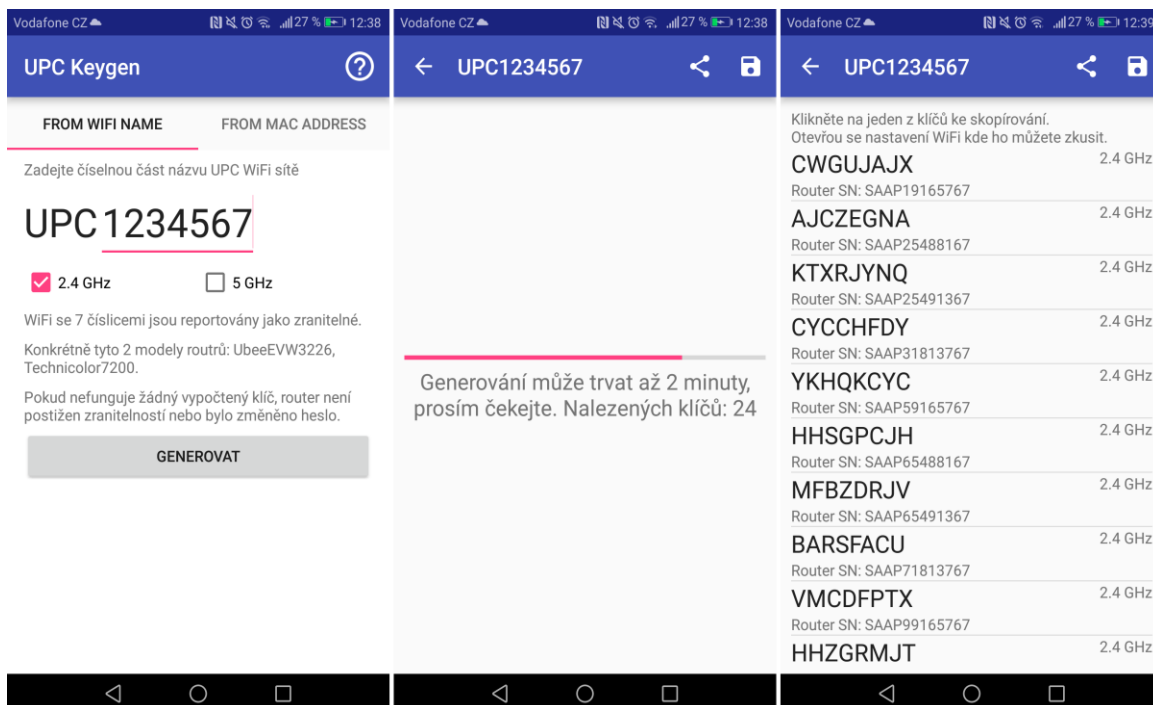 Vodafone CZ 27 % 12:38
UPC Keygen
FROM WIFI NAME FROM MAC ADDRESS
Zadejte číselnou část názvu UPC WiFi sítě
UPC 1234567
2.4 GHz 5 GHz
WiFi se 7 číslicemi jsou reportovány jako zranitelné.
Konkrétně tyto 2 modely routrů: UbeeEVW3226,
Technicolor7200.
Pokud nefunguje žádný vypočtený klíč, router není
postižen zranitelností nebo bylo změněno heslo.
GENEROVAT
Vodafone CZ 27 % 12:38
UPC1234567
Generování může trvat až 2 minuty,
prosím čekejte. Nalezených klíčů: 24
Vodafone CZ 27 % 12:39
UPC1234567
Klikněte na jeden z klíčů ke skopírování.
Otevřou se nastavení WiFi kde ho můžete zkusit.
CWGUJAJX 2.4 GHz
Router SN: SAAP19165767
AJCZEGNA 2.4 GHz
Router SN: SAAP25488167
KTXRJYNQ 2.4 GHz
Router SN: SAAP25491367
CYCCHFDY 2.4 GHz
Router SN: SAAP31813767
YKHQKCYC 2.4 GHz
Router SN: SAAP59165767
HHSGPCJH 2.4 GHz
Router SN: SAAP65488167
MFBZDRJV 2.4 GHz
Router SN: SAAP65491367
BARSFACU 2.4 GHz
Router SN: SAAP71813767
VMCDFPTX 2.4 GHz
Router SN: SAAP99165767
HHZGRMJT 2.4 GHz